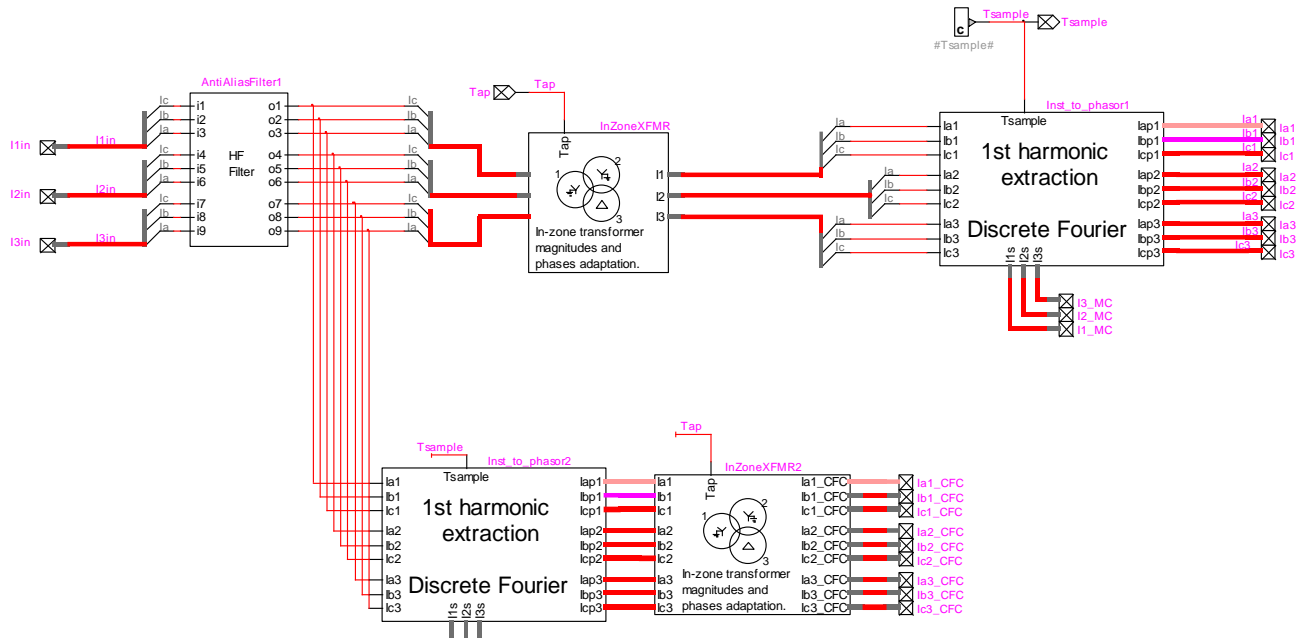 Tsample
Tsample
c
#Tsample#
AntiAliasFilter1
Tap
Tap
InZoneXFMR
Inst_to_phasor1
I1in
I1in
Ic
Ib
Ia
i1
i2
i3
o1
o2
o3
Ic
Ib
Ia
I2in
I2in
Ic
Ib
Ia
i4
i5
i6
HF
Filter
o4
o5
o6
Ic
Ib
Ia
I3in
I3in
Ic
Ib
Ia
i7
i8
i9
o7
o8
o9
Ic
Ib
Ia
Tap
1
2
3
In-zone transformer
magnitudes and
phases adaptation.
I1
I2
I3
Ia
Ib
Ic
Ia
Ib
Ic
Ia
Ib
Ic
Tsample
1st harmonic
extraction
Discrete Fourier
Ia1
Ib1
Ic1
Ia2
Ib2
Ic2
Ia3
Ib3
Ic3
Iap1
Ibp1
Icp1
Iap2
Ibp2
Icp2
Iap3
Ibp3
Icp3
I1s
I2s
I3s
Ia1
Ib1
Ic1
Ia2
Ib2
Ic2
Ia3
Ib3
Ic3
Ia1
Ib1
Ic1
Ia2
Ib2
Ic2
Ia3
Ib3
Ic3
I3_MC
I2_MC
I1_MC
Tsample
Inst_to_phasor2
Tap
InZoneXFMR2
Tsample
1st harmonic
extraction
Discrete Fourier
Ia1
Ib1
Ic1
Ia2
Ib2
Ic2
Ia3
Ib3
Ic3
Iap1
Ibp1
Icp1
Iap2
Ibp2
Icp2
Iap3
Ibp3
Icp3
I1s
I2s
I3s
Ia1
Ib1
Ic1
Ia2
Ib2
Ic2
Ia3
Ib3
Ic3
Tap
1
2
3
In-zone transformer
magnitudes and
phases adaptation.
Ia1_CFC
Ib1_CFC
Ic1_CFC
Ia2_CFC
Ib2_CFC
Ic2_CFC
Ia3_CFC
Ib3_CFC
Ic3_CFC
Ia1_CFC
Ib1_CFC
Ic1_CFC
Ia2_CFC
Ib2_CFC
Ic2_CFC
Ia3_CFC
Ib3_CFC
Ic3_CFC